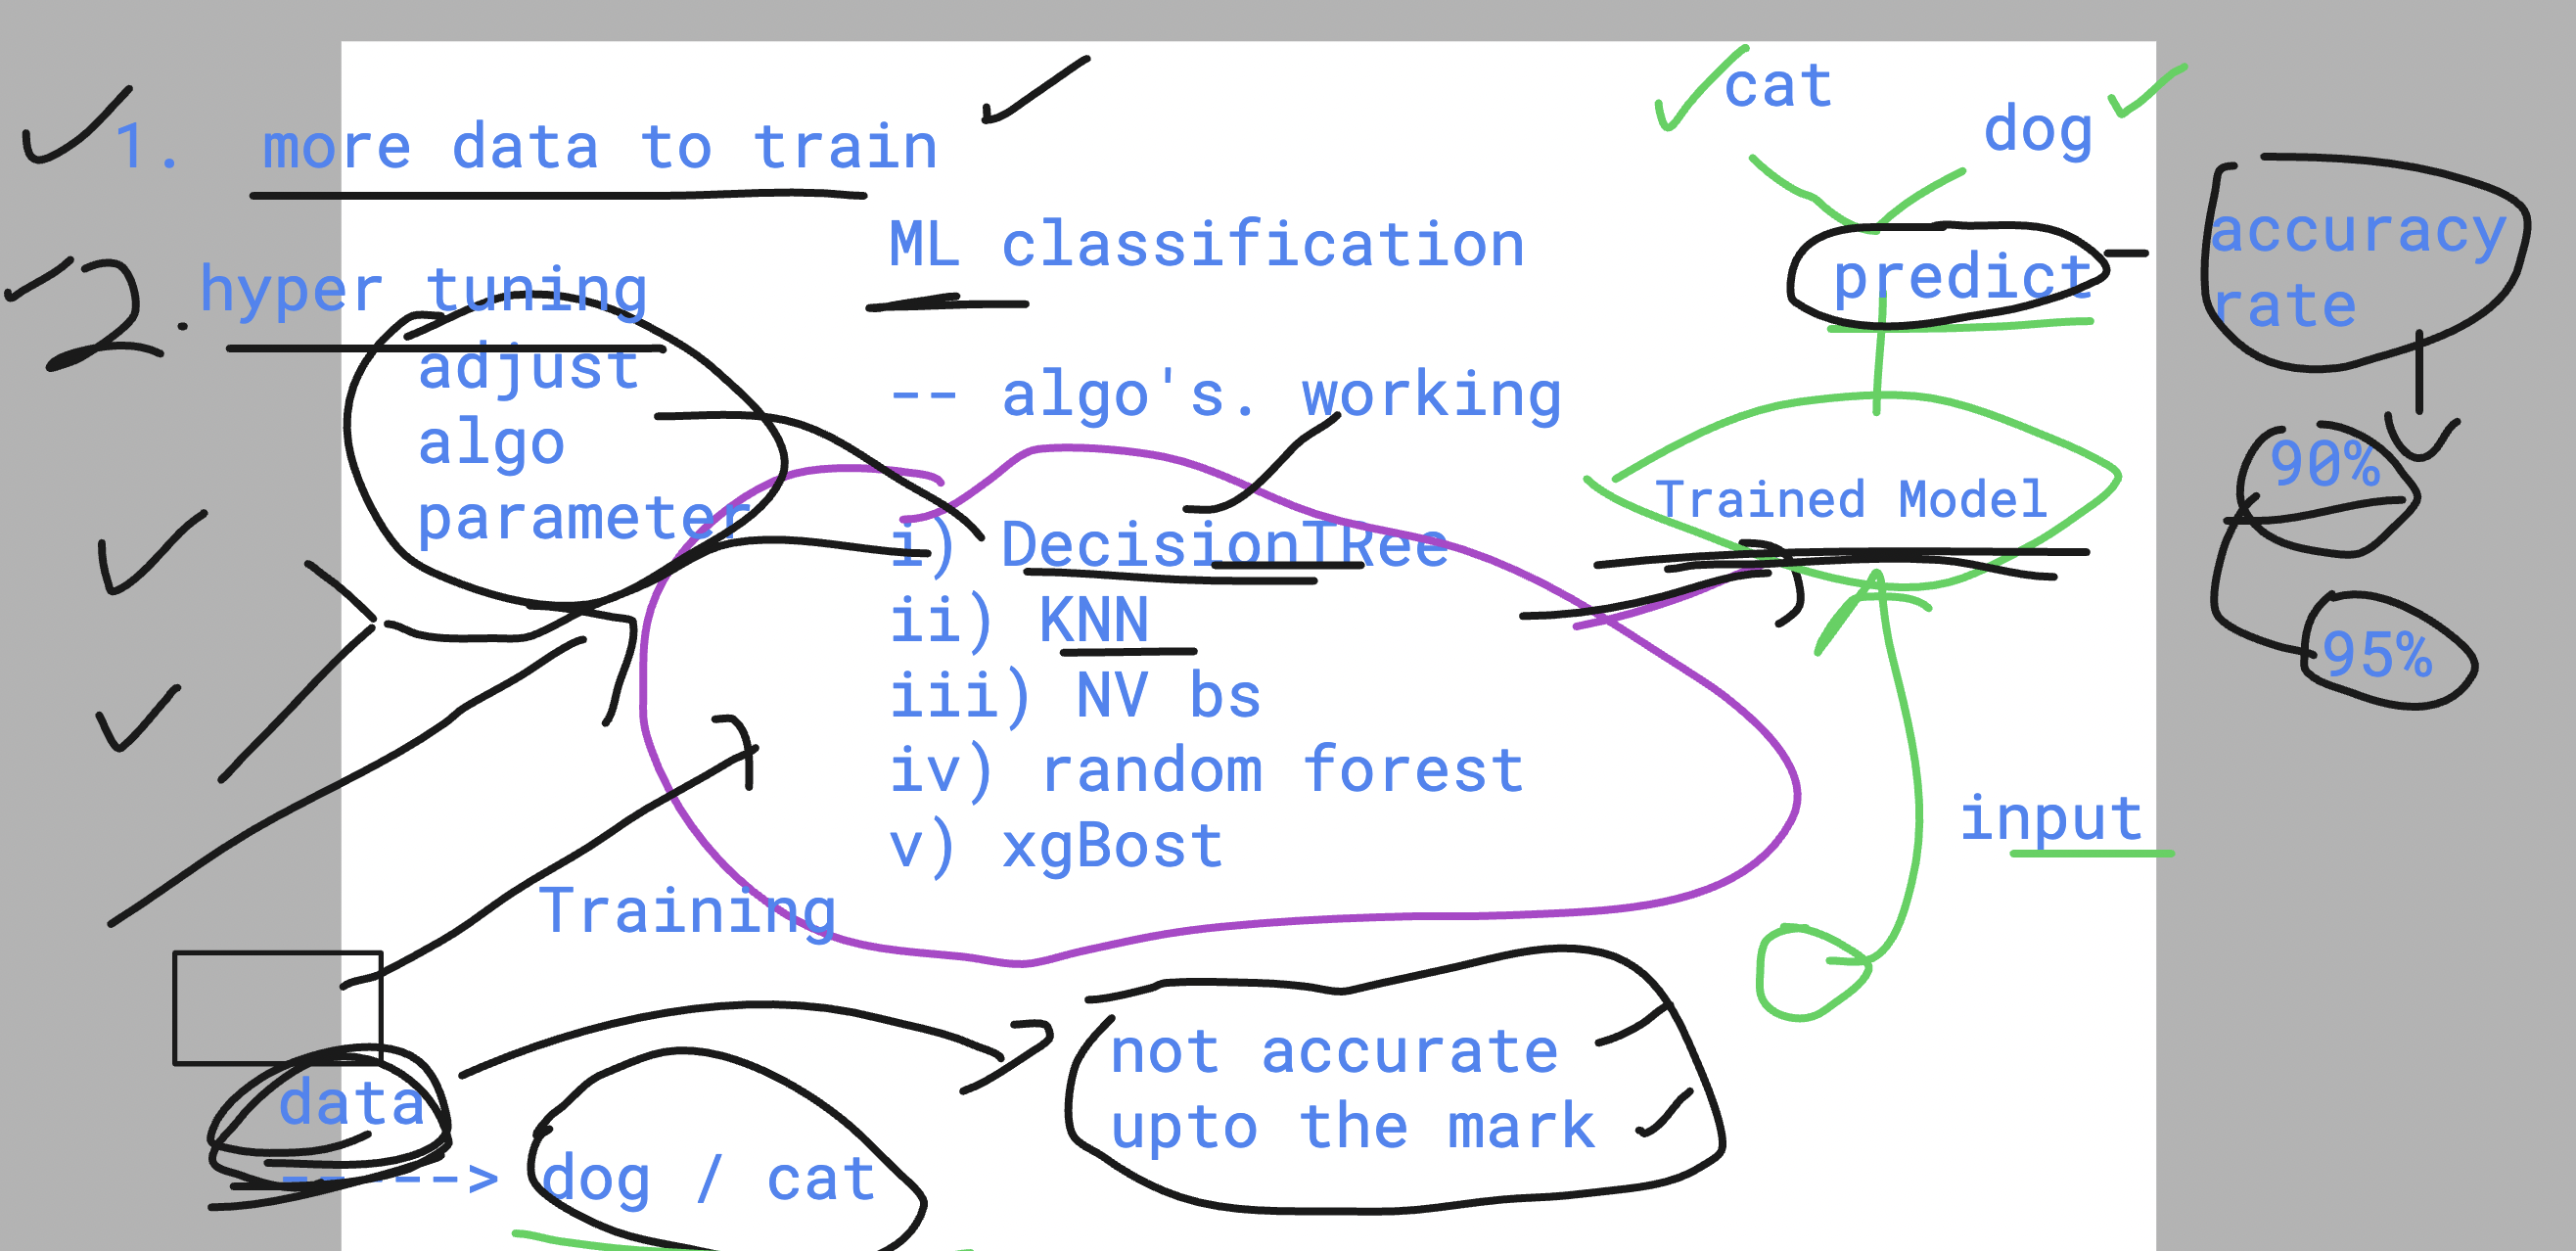 1. more data to train
2. hyper tuning
adjust
algo
parameter
ML classification
-- algo's. working
i) DecisionTRee
ii) KNN
iii) NV bs
iv) random forest
v) xgBost
Training
data
-----> dog / cat
not accurate
upto the mark
cat
dog
predict
Trained Model
input
accuracy
rate
90%
95%